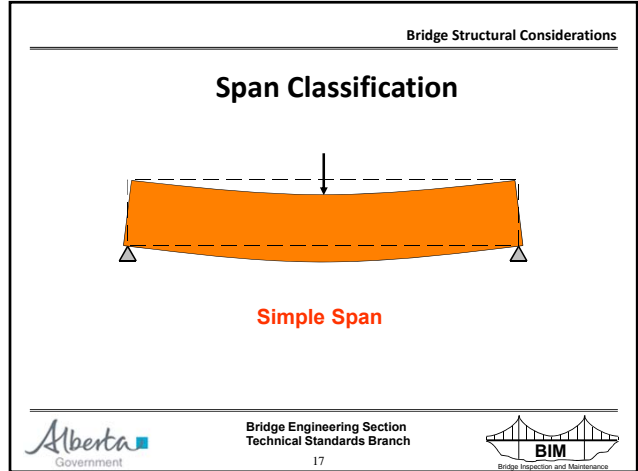 Bridge Structural Considerations
Span Classification
Simple Span
Alberta
Government
Bridge Engineering Section
Technical Standards Branch
17
BIM
Bridge Inspection and Maintenance